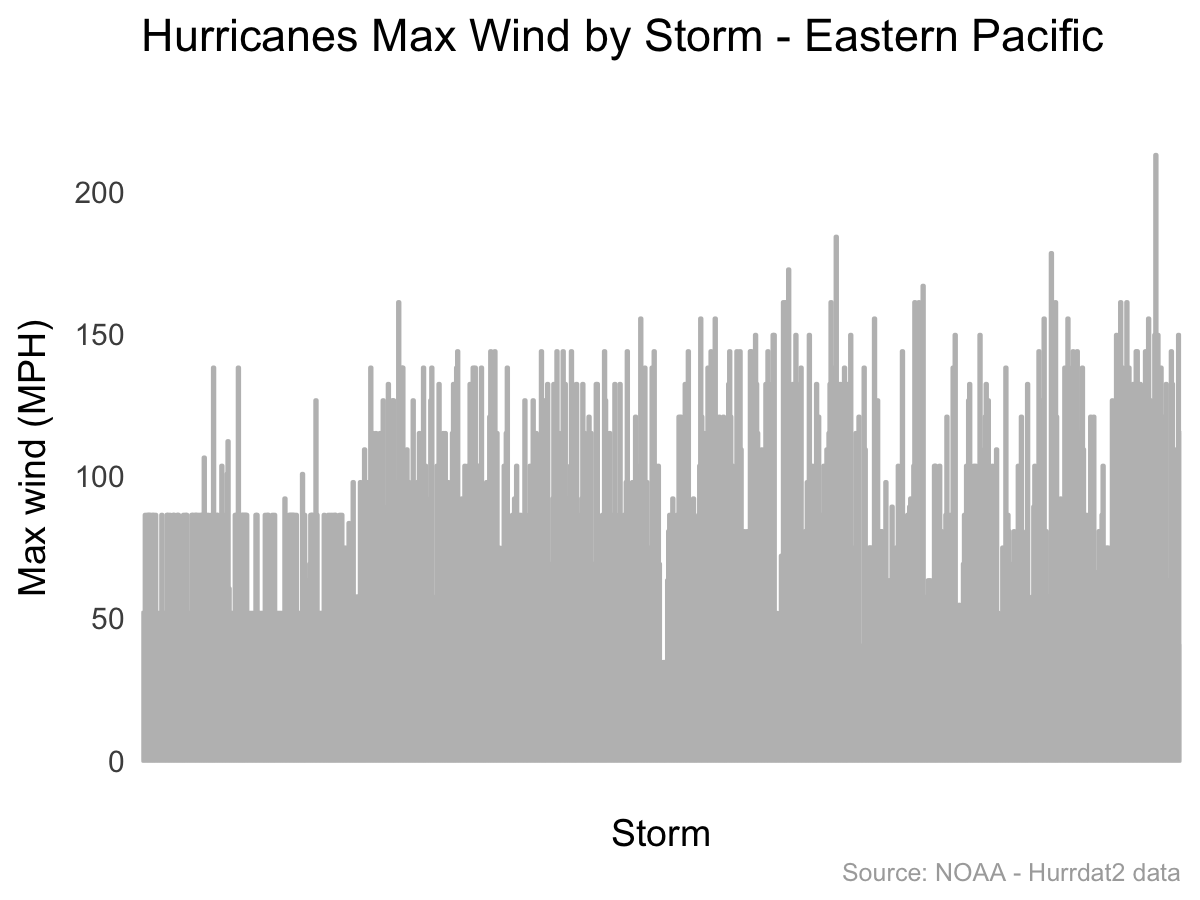 Hurricanes Max Wind by Storm - Eastern Pacific
200
150
100
50
0
Max wind (MPH)
Storm
Source: NOAA - Hurrdat2 data